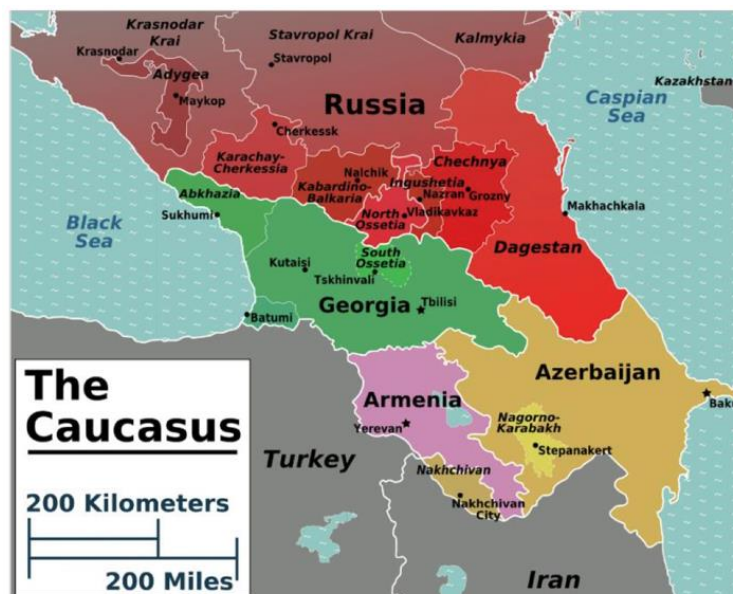 Krasnodar
Krai
Stavropol Krai
Kalmykia
Krasnodar
Stavropol
Adygea
Kazakhstan
Maykop
Russia
Caspian
Sea
Cherkessk
Karachay-
Cherkessia
Nalchik
Chechnya
Kabardino-
Balkaria
Ingushetia
Nazran
Grozny
Abkhazia
North
Ossetia
Vladikavkaz
Makhachkala
Sukhumi
Black
Sea
Dagestan
Kutaisi
South
Ossetia
Tskhinvali
Georgia
Tbilisi
Batumi
The
Caucasus
Azerbaijan
Armenia
Baku
Nagorno-
Karabakh
Yerevan
Stepanakert
Turkey
Nakhchivan
Nakhchivan
City
200 Kilometers
200 Miles
Iran